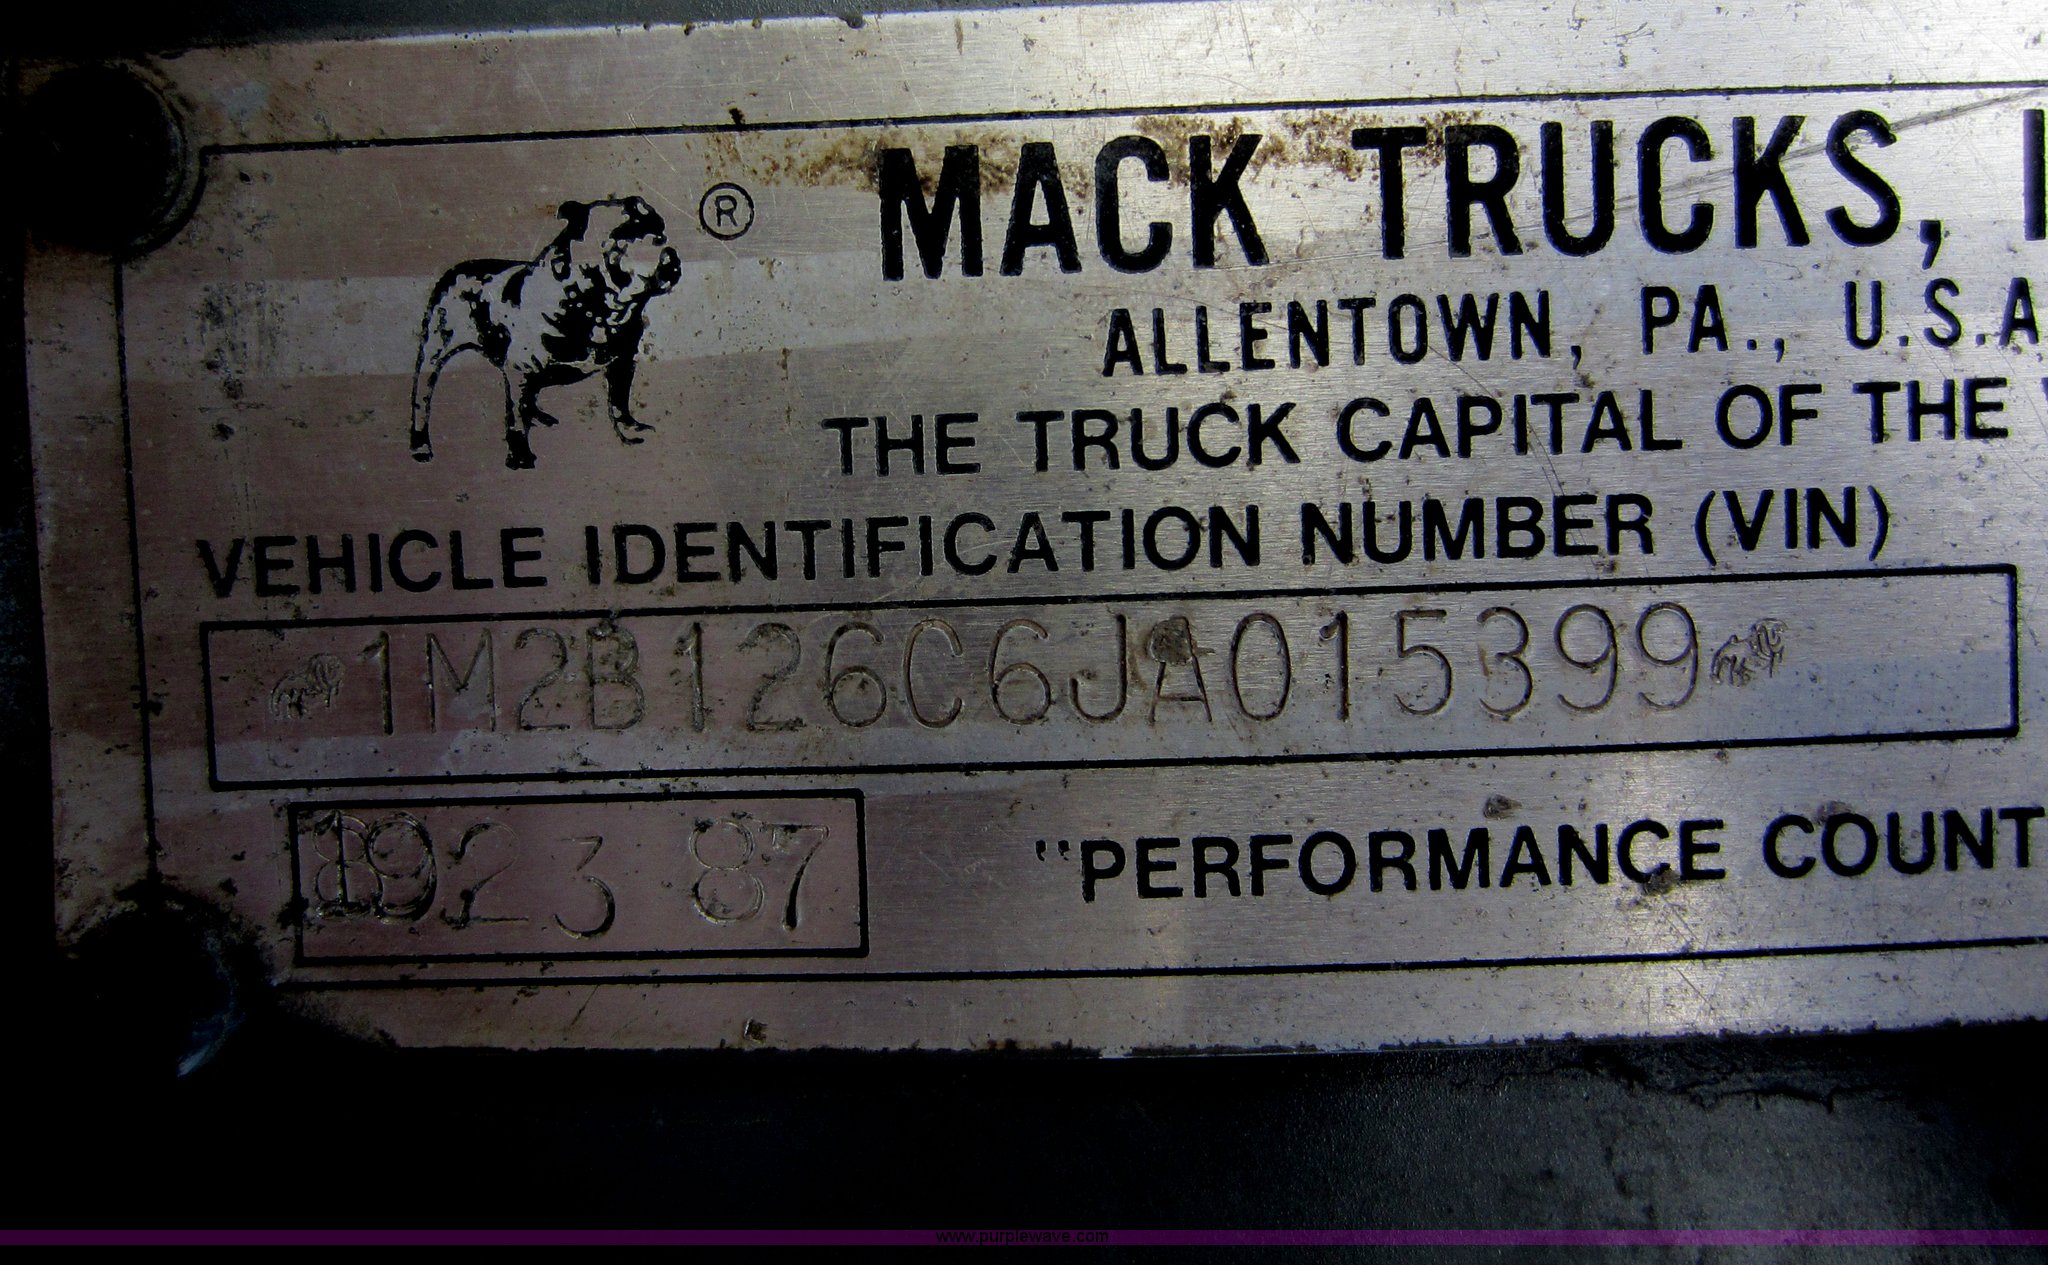 ®
MACK TRUCKS, I
ALLENTOWN, PA., U.S.A
THE TRUCK CAPITAL OF THE
VEHICLE IDENTIFICATION NUMBER (VIN)
1M2B126C6JA015399
23 87
"PERFORMANCE COUNT
www.purplewave.com